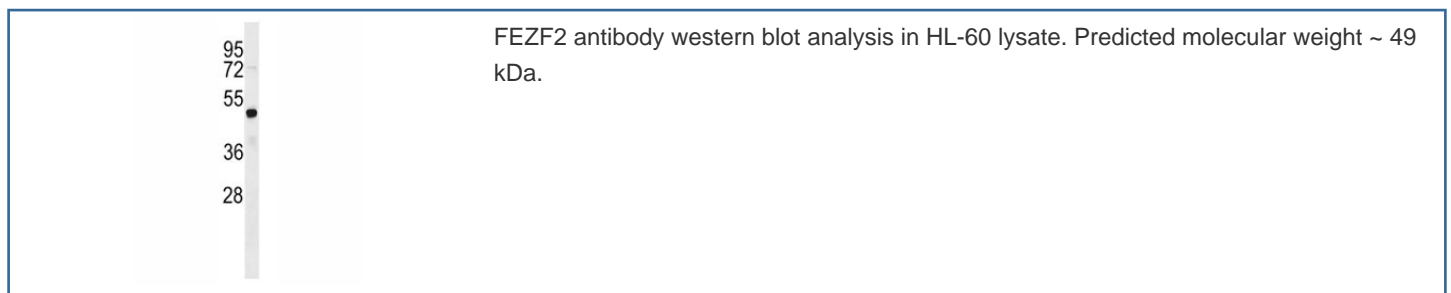 95
72
55
36
28
FEZF2 antibody western blot analysis in HL-60 lysate. Predicted molecular weight ~ 49
kDa.